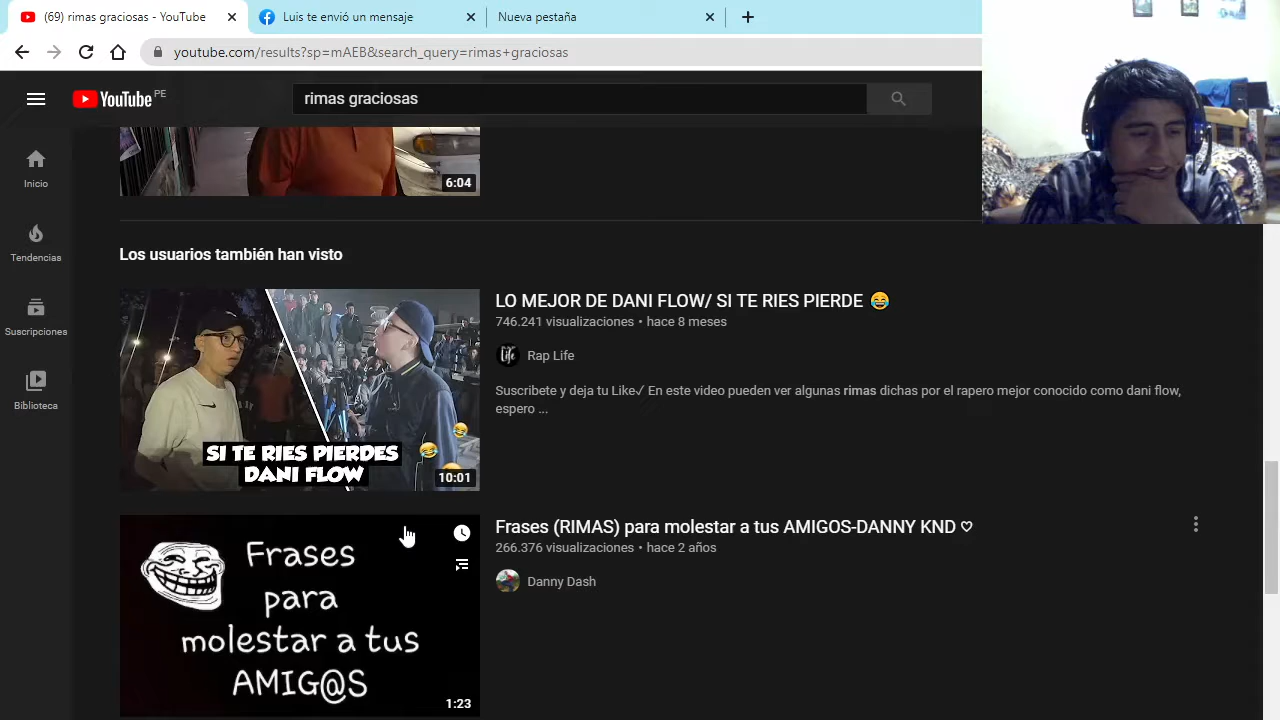 (69) rimas graciosas - YouTube
Luis te envió un mensaje
Nueva pestaña
youtube.com/results?sp=mAEB&search_query=rimas+graciosas
YouTube PE
rimas graciosas
Inicio
Tendencias
Suscripciones
Biblioteca
6:04
Los usuarios también han visto
SI TE RIES PIERDES
DANI FLOW
10:01
LO MEJOR DE DANI FLOW/ SI TE RIES PIERDE 😂
746.241 visualizaciones • hace 8 meses
Life
Rap Life
Suscribete y deja tu Like✓ En este video pueden ver algunas rimas dichas por el rapero mejor conocido como dani flow,
espero ...
Frases
para
molestar a tus
AMIG@S
1:23
Frases (RIMAS) para molestar a tus AMIGOS-DANNY KND ♡
266.376 visualizaciones • hace 2 años
Danny Dash